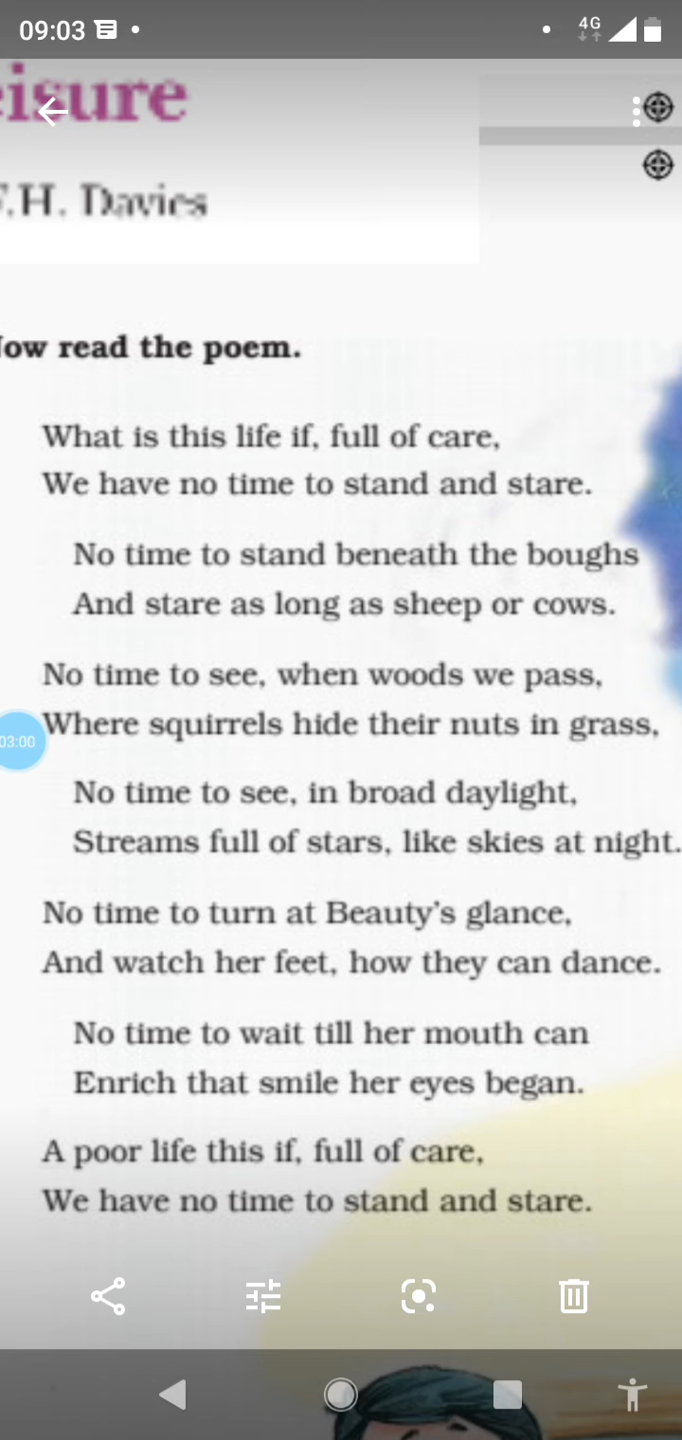 09:03
4G
eisure
.H. Davies
ow read the poem.
What is this life if, full of care,
We have no time to stand and stare.
No time to stand beneath the boughs
And stare as long as sheep or cows.
No time to see, when woods we pass,
Where squirrels hide their nuts in grass,
No time to see, in broad daylight,
Streams full of stars, like skies at night.
No time to turn at Beauty's glance,
And watch her feet, how they can dance.
No time to wait till her mouth can
Enrich that smile her eyes began.
A poor life this if, full of care,
We have no time to stand and stare.
03:00